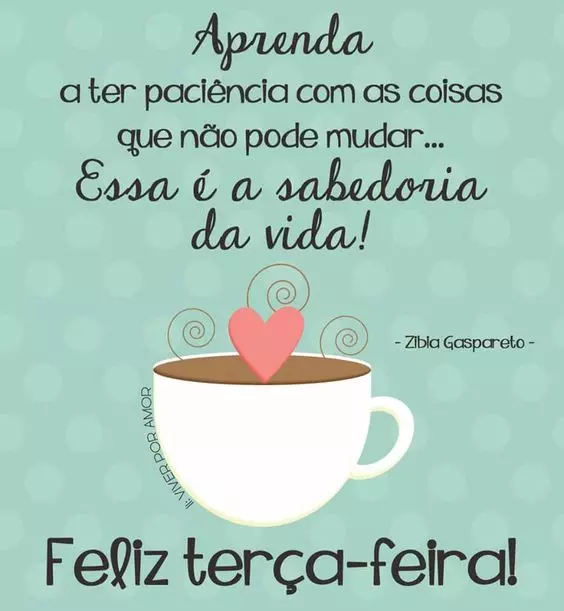 Aprenda
a ter paciência com as coisas
que não pode mudar...
Essa é a sabedoria
da vida!
- Zíbia Gaspareto -
||: VIVER POR AMOR
Feliz terça-feira!